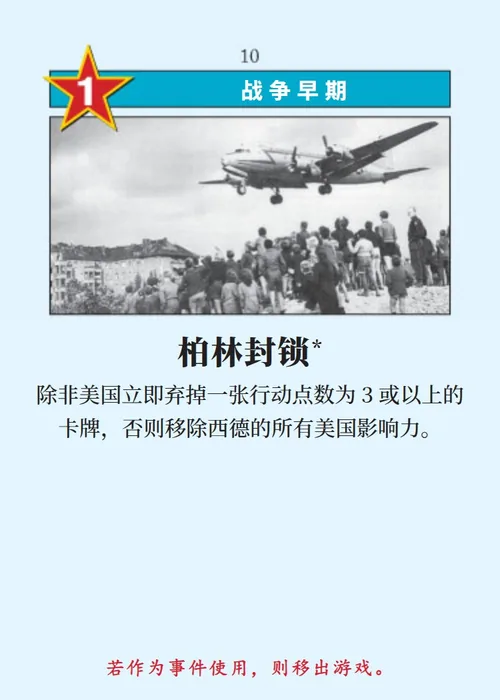 10
1
战争早期
柏林封锁*
除非美国立即弃掉一张行动点数为 3 或以上的
卡牌，否则移除西德的所有美国影响力。
若作为事件使用，则移出游戏。